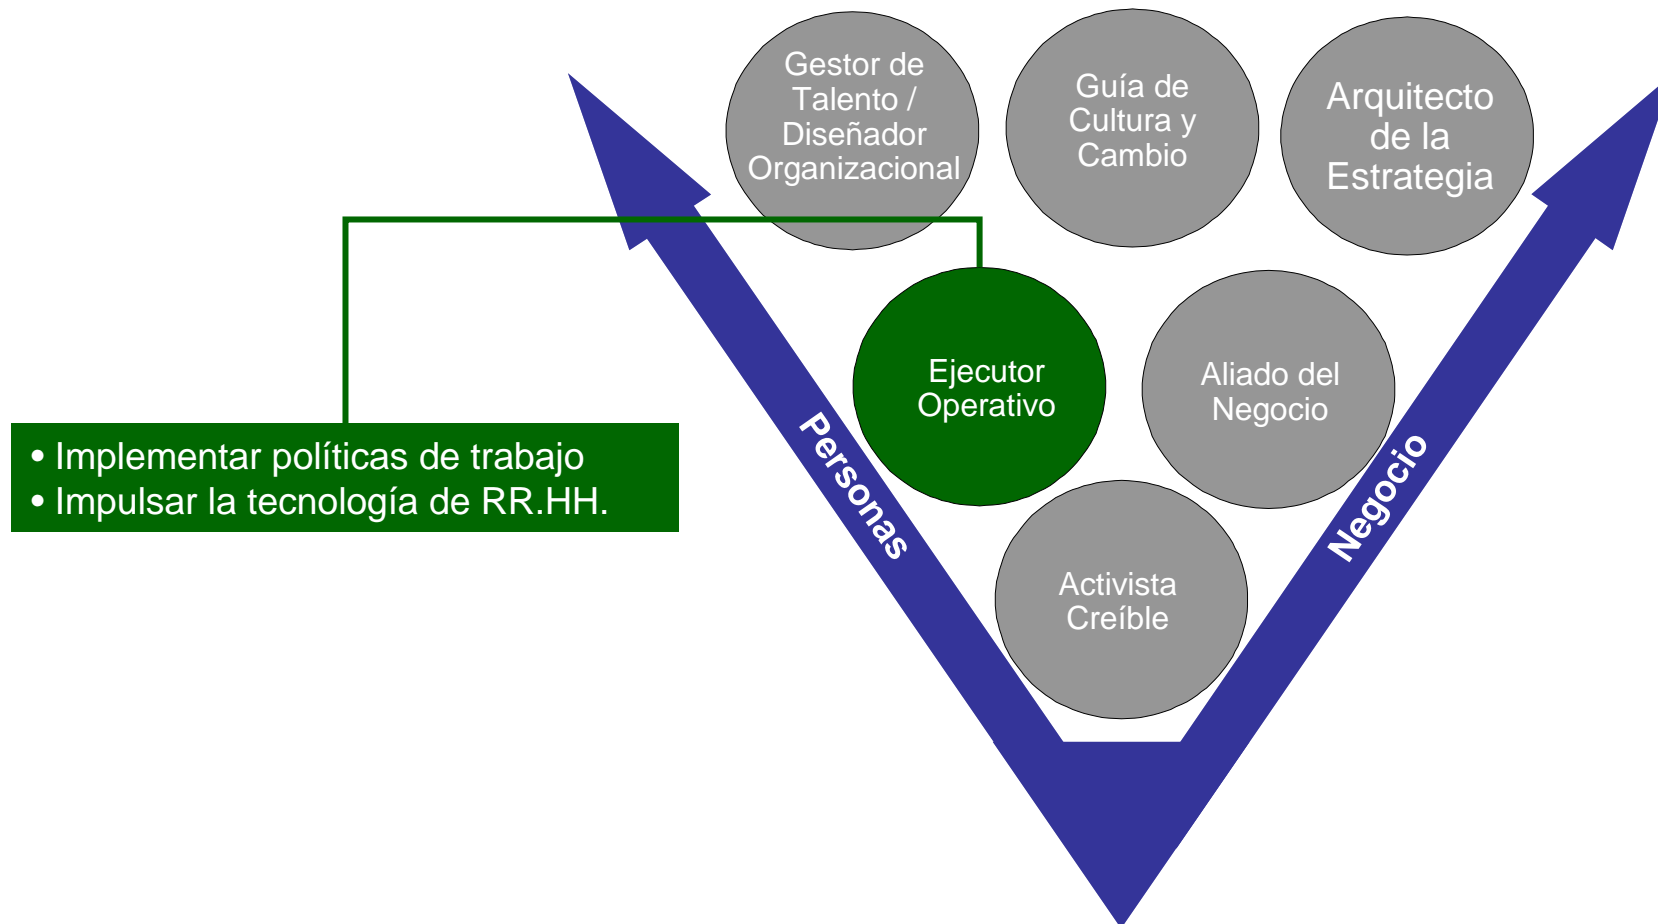 Gestor de
Talento /
Diseñador
Organizacional
Guía de
Cultura y
Cambio
Arquitecto
de la
Estrategia
Ejecutor
Operativo
Aliado del
Negocio
• Implementar políticas de trabajo
• Impulsar la tecnología de RR.HH.
Personas
Negocio
Activista
Creíble